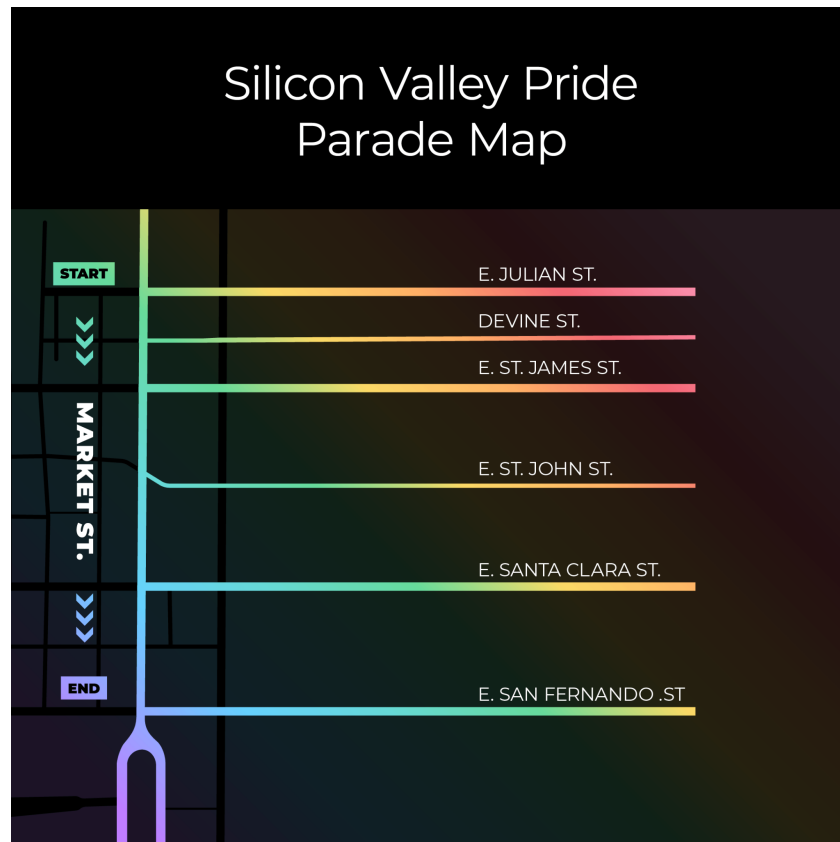 Silicon Valley Pride
Parade Map
START
E. JULIAN ST.
DEVINE ST.
E. ST. JAMES ST.
MARKET ST.
E. ST. JOHN ST.
E. SANTA CLARA ST.
END
E. SAN FERNANDO .ST